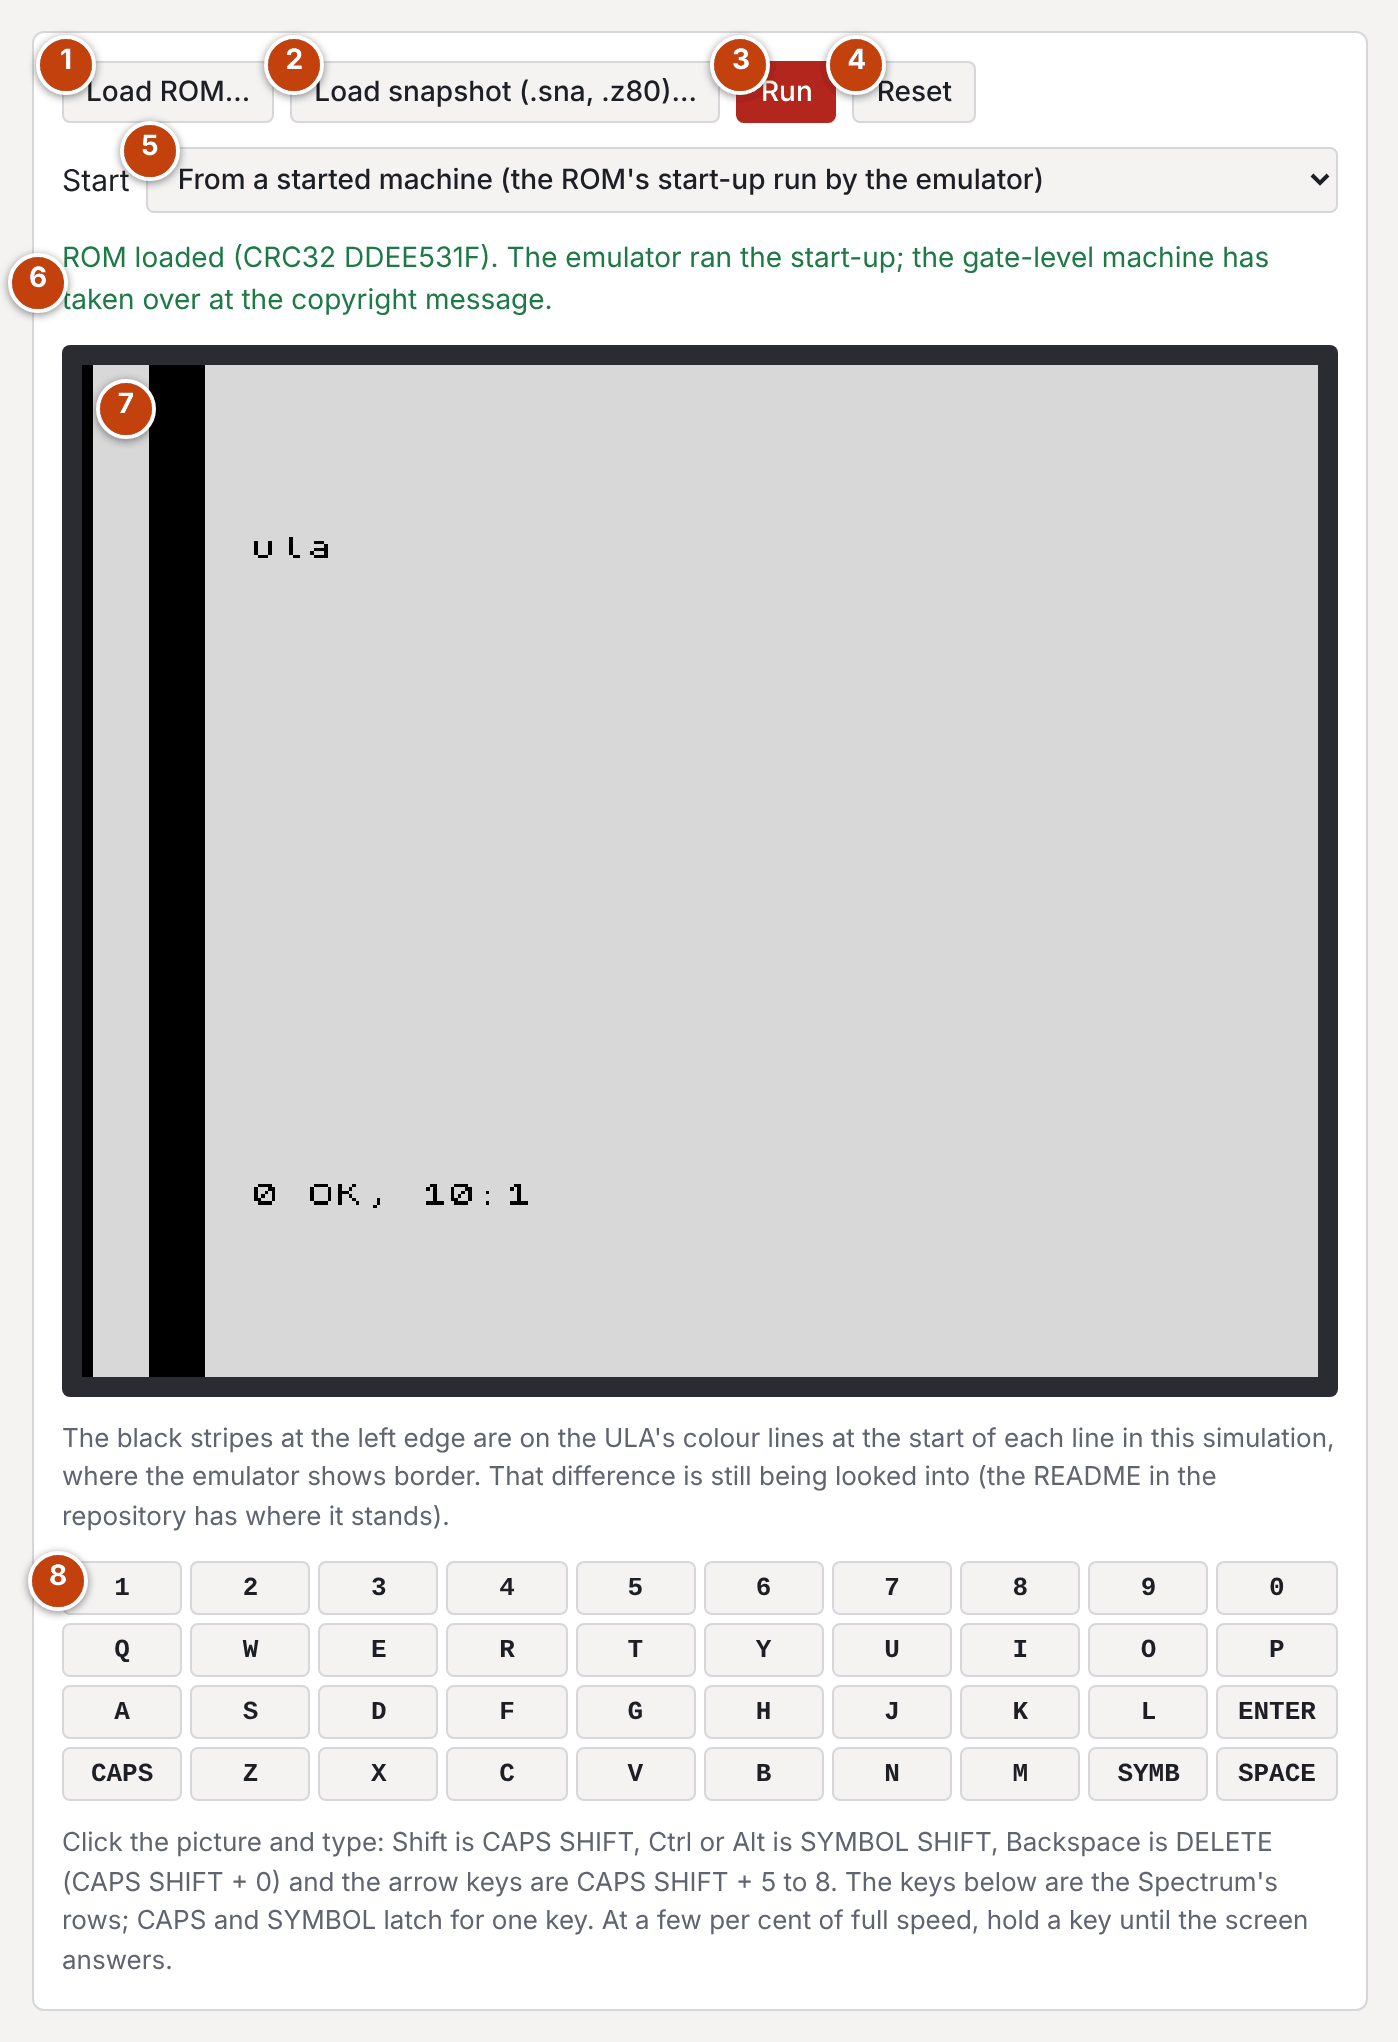 1 2 3 4
Load ROM... Load snapshot (.sna, .z80)... Run Reset
5
Start From a started machine (the ROM's start-up run by the emulator)
6
ROM loaded (CRC32 DDEE531F). The emulator ran the start-up; the gate-level machine has
taken over at the copyright message.
7
ula
0 OK, 10:1
The black stripes at the left edge are on the ULA's colour lines at the start of each line in this simulation,
where the emulator shows border. That difference is still being looked into (the README in the
repository has where it stands).
8
1 2 3 4 5 6 7 8 9 0
Q W E R T Y U I O P
A S D F G H J K L ENTER
CAPS Z X C V B N M SYMB SPACE
Click the picture and type: Shift is CAPS SHIFT, Ctrl or Alt is SYMBOL SHIFT, Backspace is DELETE
(CAPS SHIFT + 0) and the arrow keys are CAPS SHIFT + 5 to 8. The keys below are the Spectrum's
rows; CAPS and SYMBOL latch for one key. At a few per cent of full speed, hold a key until the screen
answers.